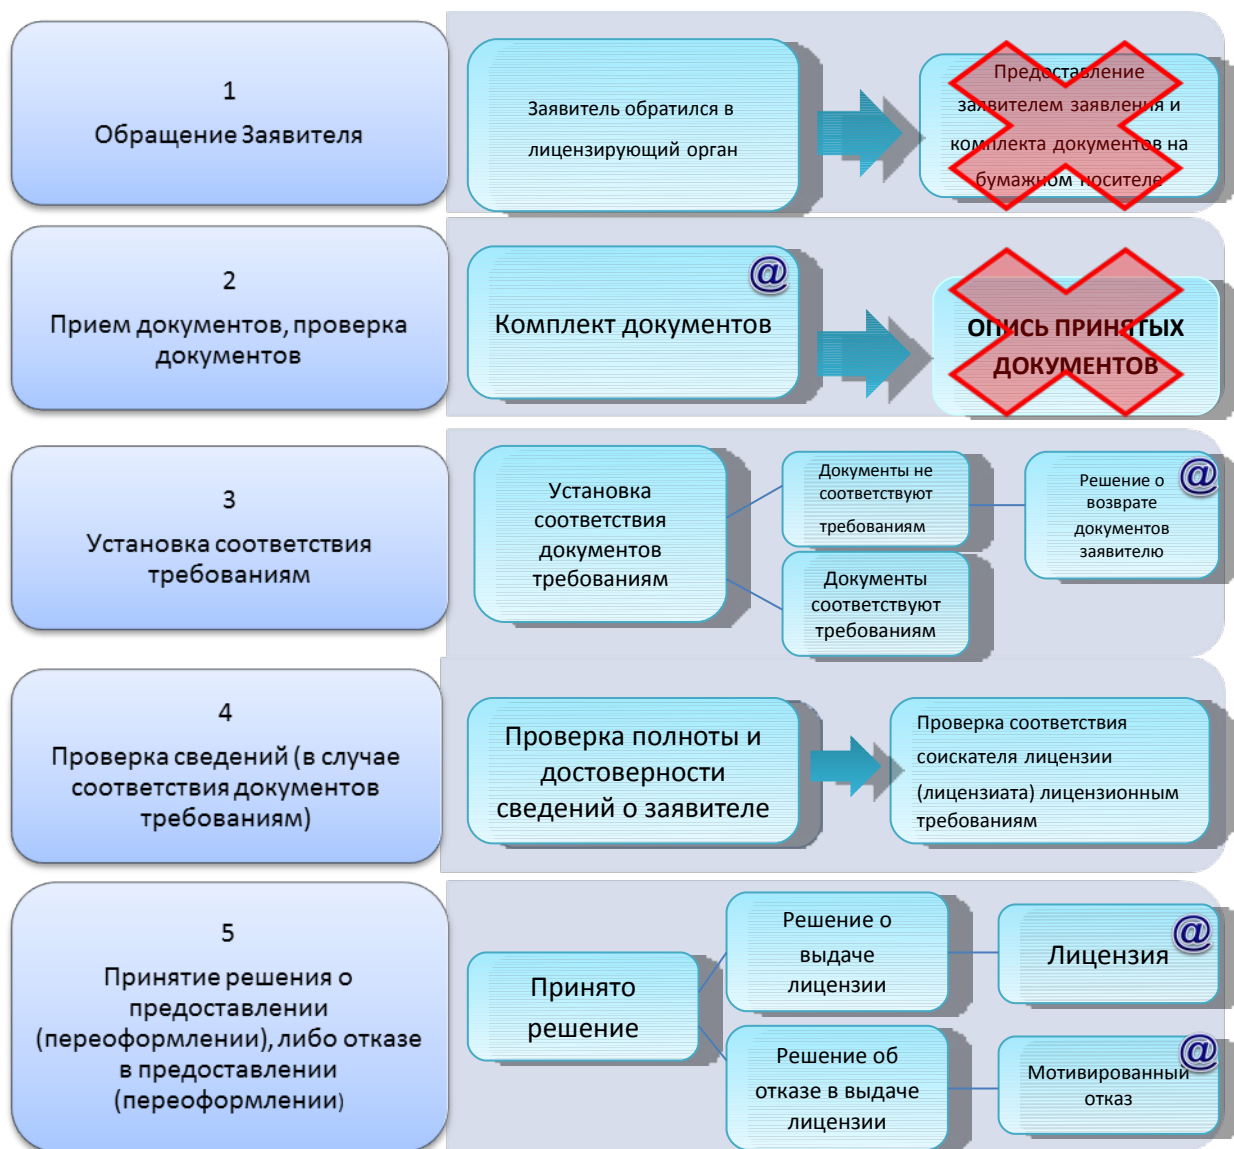 1
Обращение Заявителя
Заявитель обратился в
лицензирующий орган
Предоставление
заявителем заявления и
комплекта документов на
бумажном носителе
2
Прием документов, проверка
документов
@
Комплект документов
ОПИСЬ ПРИНЯТЫХ
ДОКУМЕНТОВ
3
Установка соответствия
требованиям
Установка
соответствия
документов
требованиям
Документы не
соответствуют
требованиям
@
Решение о
возврате
документов
заявителю
Документы
соответствуют
требованиям
4
Проверка сведений (в случае
соответствия документов
требованиям)
Проверка полноты и
достоверности
сведений о заявителе
Проверка соответствия
соискателя лицензии
(лицензиата) лицензионным
требованиям
5
Принятие решения о
предоставлении
(переоформлении), либо отказе
в предоставлении
(переоформлении)
Принято
решение
Решение о
выдаче
лицензии
@
Лицензия
Решение об
отказе в выдаче
лицензии
@
Мотивированный
отказ